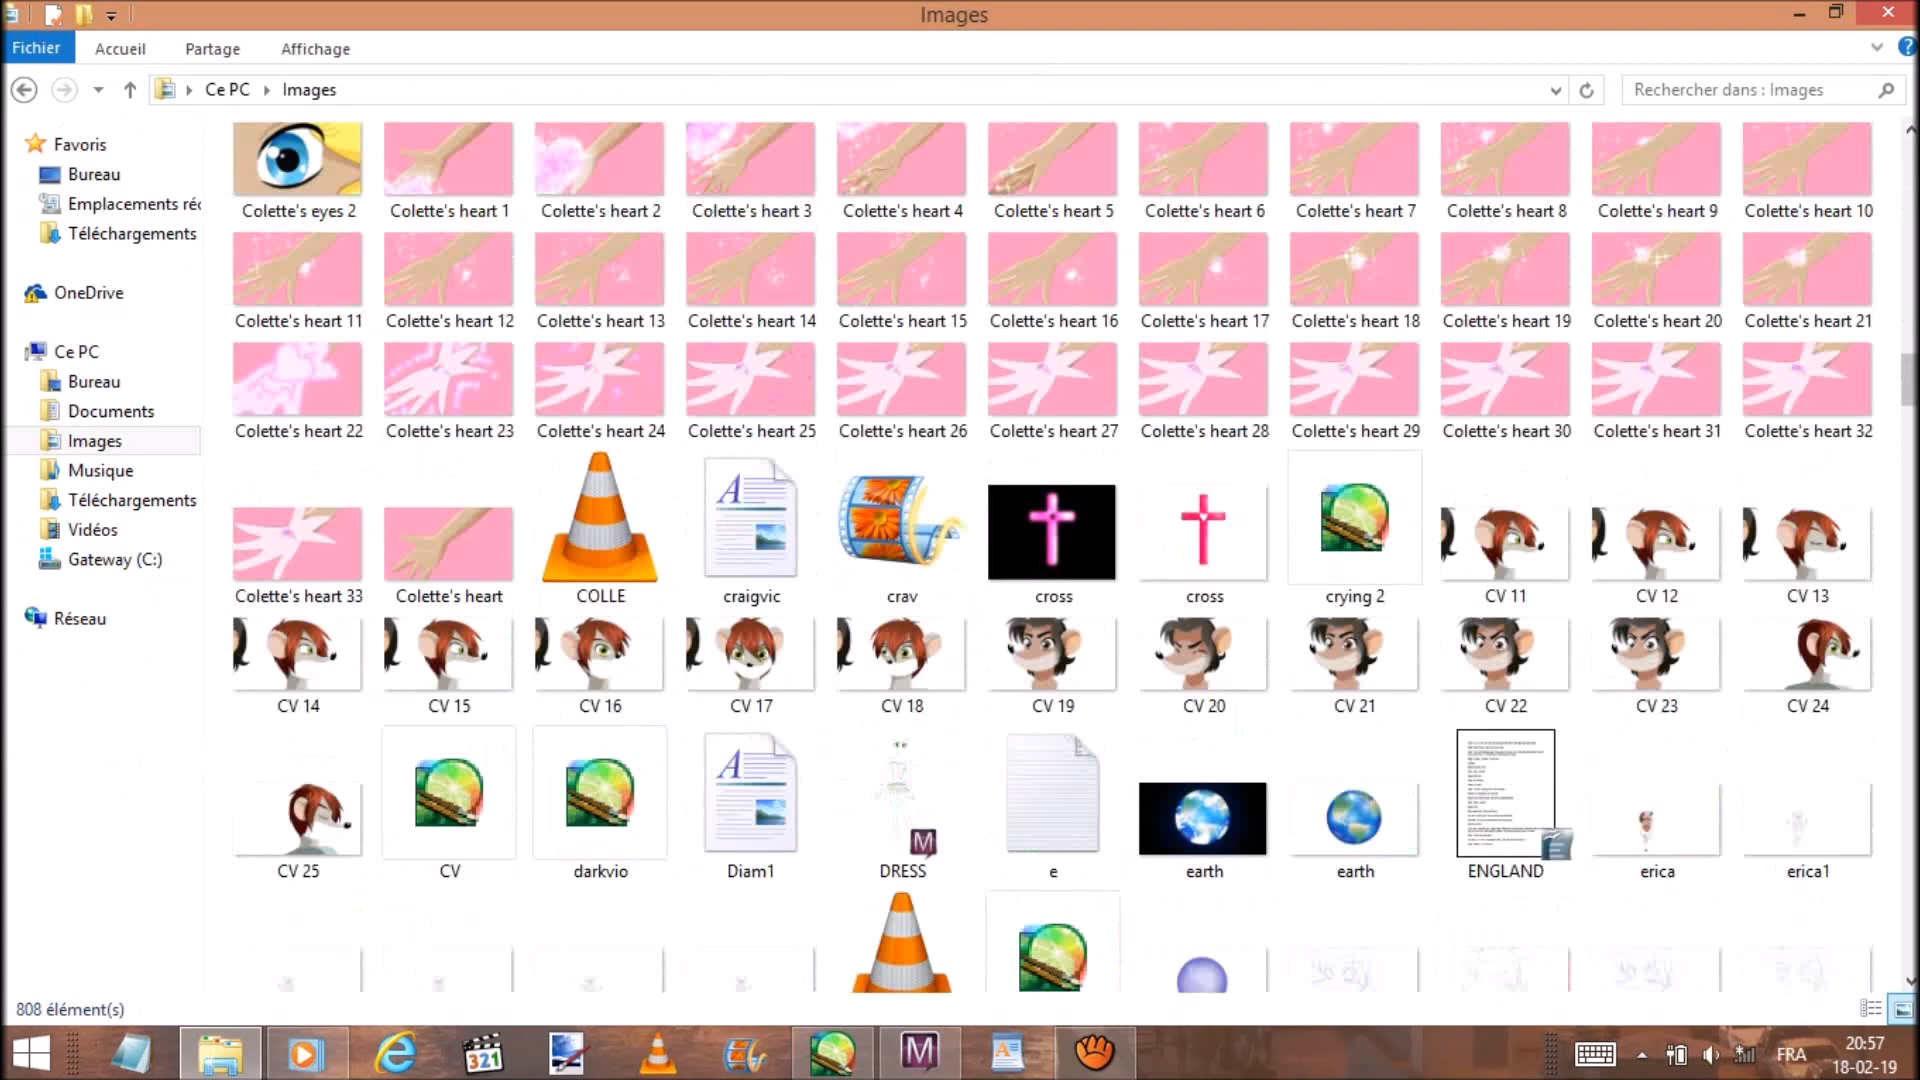 Images
Fichier
Accueil
Partage
Affichage
Ce PC
Images
Rechercher dans : Images
Favoris
Bureau
Emplacements réc
Téléchargements
OneDrive
Ce PC
Bureau
Documents
Images
Musique
Téléchargements
Vidéos
Gateway (C:)
Réseau
Colette's eyes 2
Colette's heart 1
Colette's heart 2
Colette's heart 3
Colette's heart 4
Colette's heart 5
Colette's heart 6
Colette's heart 7
Colette's heart 8
Colette's heart 9
Colette's heart 10
Colette's heart 11
Colette's heart 12
Colette's heart 13
Colette's heart 14
Colette's heart 15
Colette's heart 16
Colette's heart 17
Colette's heart 18
Colette's heart 19
Colette's heart 20
Colette's heart 21
Colette's heart 22
Colette's heart 23
Colette's heart 24
Colette's heart 25
Colette's heart 26
Colette's heart 27
Colette's heart 28
Colette's heart 29
Colette's heart 30
Colette's heart 31
Colette's heart 32
Colette's heart 33
Colette's heart
COLLE
craigvic
crav
cross
cross
crying 2
CV 11
CV 12
CV 13
CV 14
CV 15
CV 16
CV 17
CV 18
CV 19
CV 20
CV 21
CV 22
CV 23
CV 24
CV 25
CV
darkvio
Diam1
DRESS
e
earth
earth
ENGLAND
erica
erica1
808 élément(s)
321
FRA
20:57
18-02-19